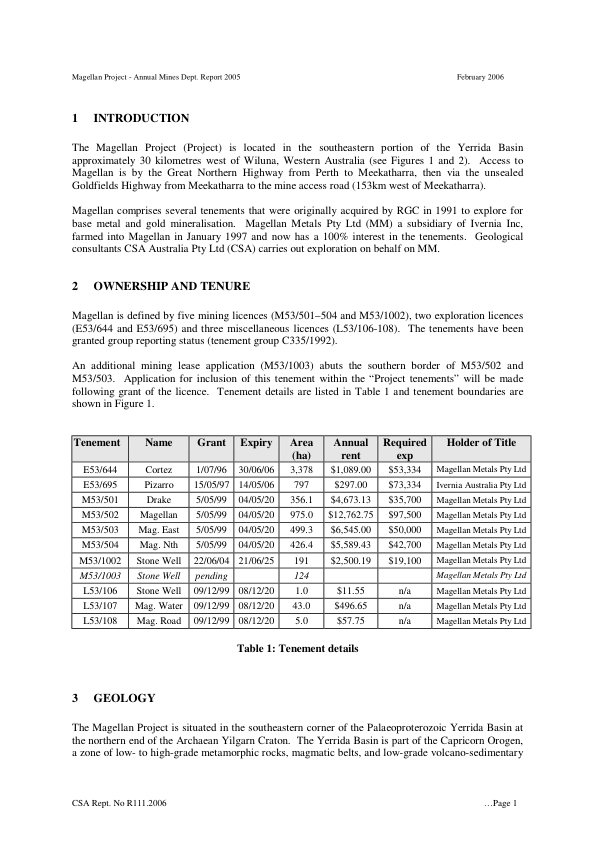 Magellan Project - Annual Mines Dept. Report 2005 February 2006
1 INTRODUCTION
The Magellan Project (Project) is located in the southeastern portion of the Yerrida Basin
approximately 30 kilometres west of Wiluna, Western Australia (see Figures 1 and 2). Access to
Magellan is by the Great Northern Highway from Perth to Meekatharra, then via the unsealed
Goldfields Highway from Meekatharra to the mine access road (153km west of Meekatharra).
Magellan comprises several tenements that were originally acquired by RGC in 1991 to explore for
base metal and gold mineralisation. Magellan Metals Pty Ltd (MM) a subsidiary of Ivernia Inc,
farmed into Magellan in January 1997 and now has a 100% interest in the tenements. Geological
consultants CSA Australia Pty Ltd (CSA) carries out exploration on behalf on MM.
2 OWNERSHIP AND TENURE
Magellan is defined by five mining licences (M53/501–504 and M53/1002), two exploration licences
(E53/644 and E53/695) and three miscellaneous licences (L53/106-108). The tenements have been
granted group reporting status (tenement group C335/1992).
An additional mining lease application (M53/1003) abuts the southern border of M53/502 and
M53/503. Application for inclusion of this tenement within the “Project tenements” will be made
following grant of the licence. Tenement details are listed in Table 1 and tenement boundaries are
shown in Figure 1.
Tenement Name Grant Expiry Area Annual Required Holder of Title
(ha) rent exp
E53/644 Cortez 1/07/96 30/06/06 3,378 $1,089.00 $53,334 Magellan Metals Pty Ltd
E53/695 Pizarro 15/05/97 14/05/06 797 $297.00 $73,334 Ivernia Australia Pty Ltd
M53/501 Drake 5/05/99 04/05/20 356.1 $4,673.13 $35,700 Magellan Metals Pty Ltd
M53/502 Magellan 5/05/99 04/05/20 975.0 $12,762.75 $97,500 Magellan Metals Pty Ltd
M53/503 Mag. East 5/05/99 04/05/20 499.3 $6,545.00 $50,000 Magellan Metals Pty Ltd
M53/504 Mag. Nth 5/05/99 04/05/20 426.4 $5,589.43 $42,700 Magellan Metals Pty Ltd
M53/1002 Stone Well 22/06/04 21/06/25 191 $2,500.19 $19,100 Magellan Metals Pty Ltd
M53/1003 Stone Well pending 124 Magellan Metals Pty Ltd
L53/106 Stone Well 09/12/99 08/12/20 1.0 $11.55 n/a Magellan Metals Pty Ltd
L53/107 Mag. Water 09/12/99 08/12/20 43.0 $496.65 n/a Magellan Metals Pty Ltd
L53/108 Mag. Road 09/12/99 08/12/20 5.0 $57.75 n/a Magellan Metals Pty Ltd
Table 1: Tenement details
3 GEOLOGY
The Magellan Project is situated in the southeastern corner of the Palaeoproterozoic Yerrida Basin at
the northern end of the Archaean Yilgarn Craton. The Yerrida Basin is part of the Capricorn Orogen,
a zone of low- to high-grade metamorphic rocks, magmatic belts, and low-grade volcano-sedimentary
CSA Rept. No R111.2006 …Page 1